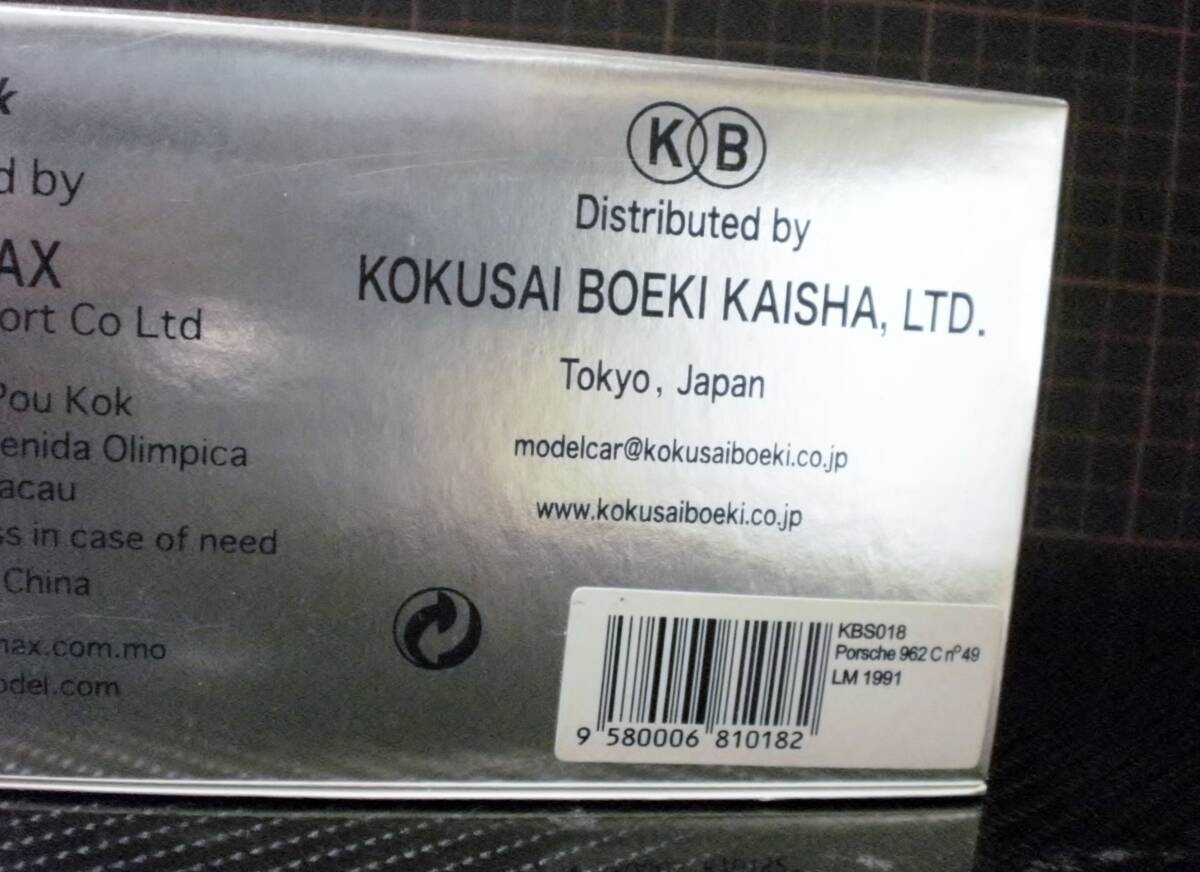 k
d by
AX
ort Co Ltd
Pou Kok
enida Olimpica
acau
ss in case of need
China
ax.com.mo
odel.com
K B
Distributed by
KOKUSAI BOEKI KAISHA, LTD.
Tokyo, Japan
modelcar@kokusaiboeki.co.jp
www.kokusaiboeki.co.jp
KBS018
Porsche 962 C nº49
LM 1991
9 580006 810182